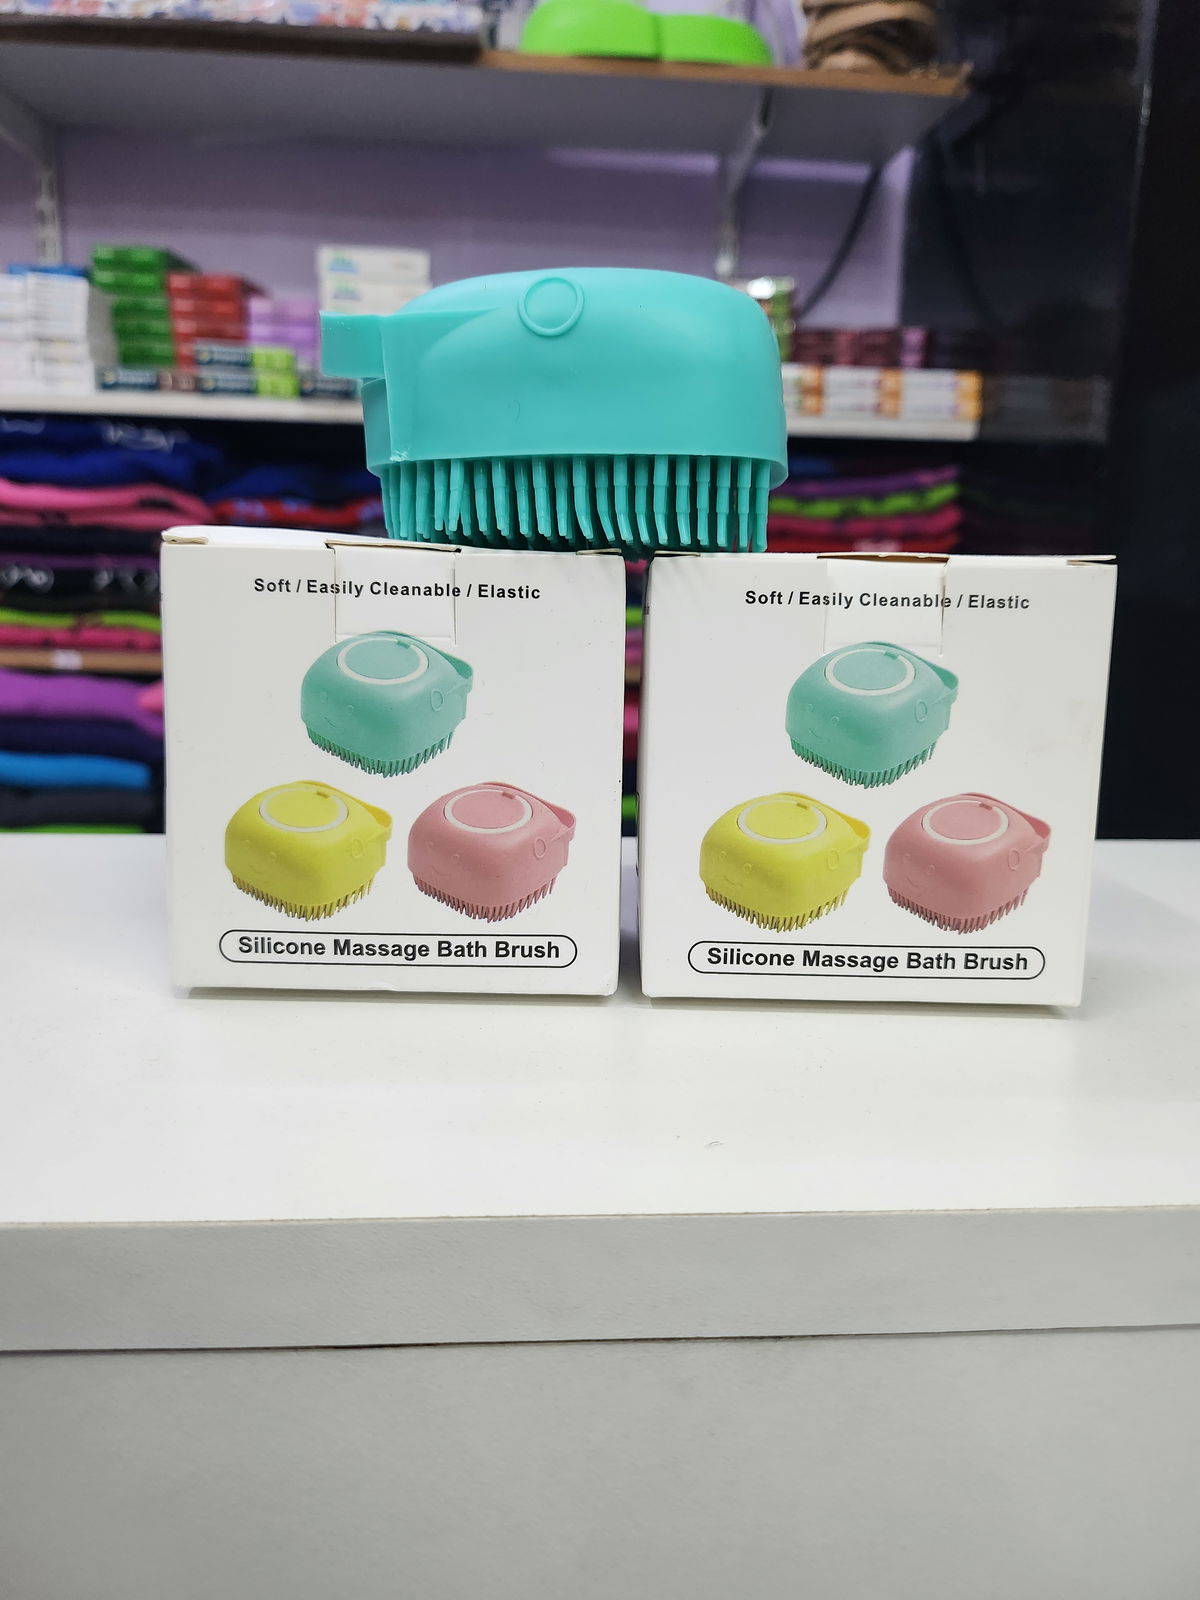 Soft / Easily Cleanable / Elastic
Silicone Massage Bath Brush
Soft / Easily Cleanable / Elastic
Silicone Massage Bath Brush